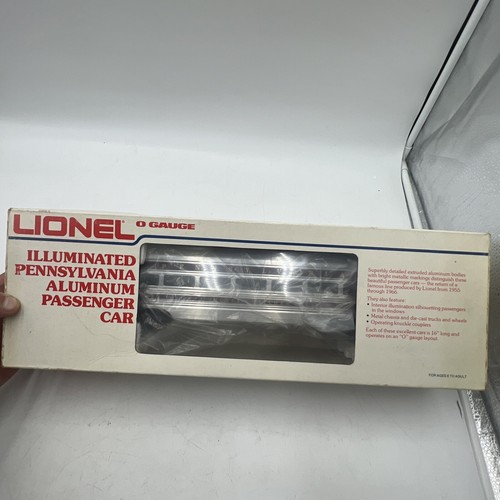 LIONEL O GAUGE
ILLUMINATED
PENNSYLVANIA
ALUMINUM
PASSENGER
CAR
Superbly detailed extruded aluminum bodies
with bright metallic markings distinguish these
beautiful passenger cars — the return of a
famous line produced by Lionel from 1955
through 1966.
They also feature:
• Interior illumination silhouetting passengers
in the windows
• Metal chassis and die cast trucks and wheels
• Operating knuckle couplers
Each of these excellent cars is 16" long and
operates on an "O" gauge layout.
FOR AGES 8 TO ADULT